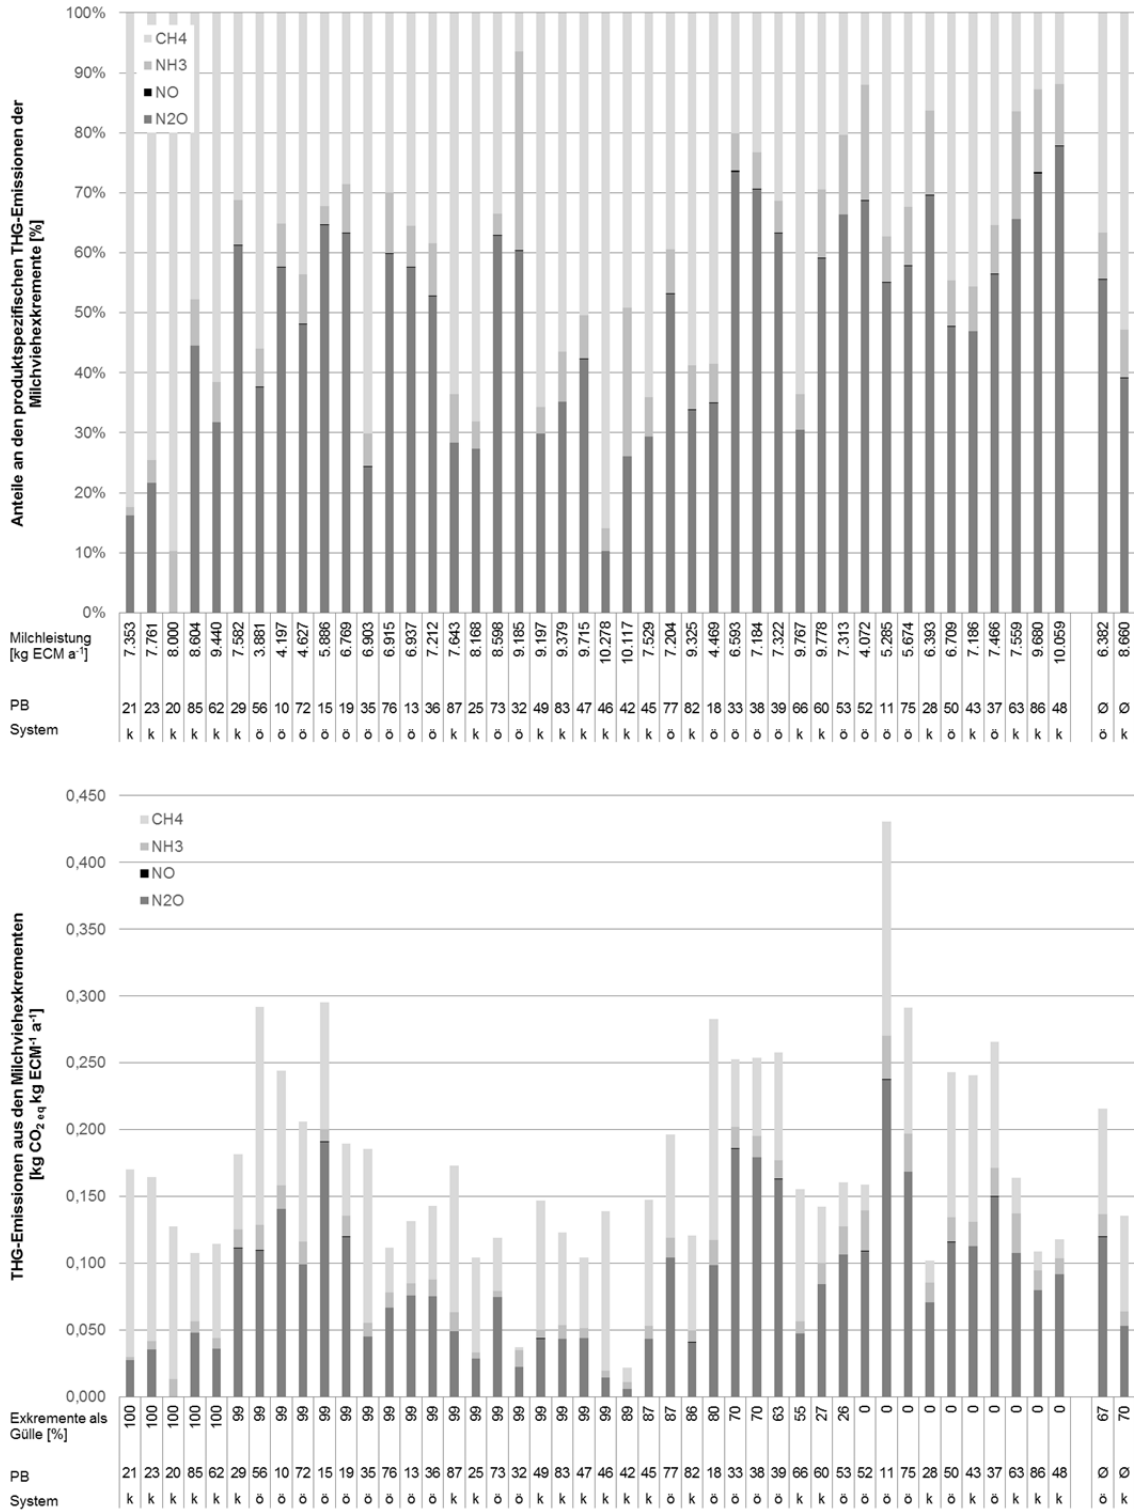 100%
90%
80%
70%
60%
50%
40%
30%
20%
10%
0%
Anteile an den produktspezifischen THG-Emissionen der
Milchviehexkremente [%]
CH4
NH3
NO
N2O
Milchleistung
[kg ECM a⁻¹]
7.353 7.761 8.000 8.604 9.440 7.582 3.881 4.197 4.627 5.886 6.769 6.903 6.915 6.937 7.212 7.643 8.168 8.598 9.185 9.197 9.379 9.715 10.278 10.117 7.529 7.204 9.325 4.469 6.593 7.184 7.322 9.767 9.778 7.313 4.072 5.285 5.674 6.393 6.709 7.186 7.466 7.559 9.680 10.059 6.382 8.660
PB 21 23 20 85 62 29 56 10 72 15 19 35 76 13 36 87 25 73 32 49 83 47 46 42 45 77 82 18 33 38 39 66 60 53 52 11 75 28 50 43 37 63 86 48 Ø Ø
System k k k k k k ö ö ö ö ö ö ö ö ö k k ö ö k k k k k k ö k ö ö ö ö k k ö ö ö ö k ö k ö k k k ö k
0,450
0,400
0,350
0,300
0,250
0,200
0,150
0,100
0,050
0,000
THG-Emissionen aus den Milchviehexkrementen
[kg CO₂ eq kg ECM⁻¹ a⁻¹]
CH4
NH3
NO
N2O
Exkremente als
Gülle [%]
100 100 100 100 100 99 99 99 99 99 99 99 99 99 99 99 99 99 99 99 99 99 99 89 87 87 86 80 70 70 63 55 27 26 0 0 0 0 0 0 0 0 0 0 67 70
PB 21 23 20 85 62 29 56 10 72 15 19 35 76 13 36 87 25 73 32 49 83 47 46 42 45 77 82 18 33 38 39 66 60 53 52 11 75 28 50 43 37 63 86 48 Ø Ø
System k k k k k k ö ö ö ö ö ö ö ö ö k k ö ö k k k k k k ö k ö ö ö ö k k ö ö ö ö k ö k ö k k k ö k